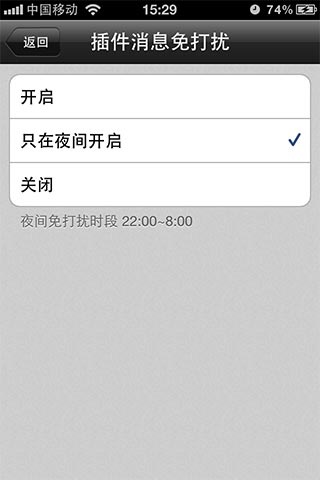 中国移动 15:29 74%
返回 插件消息免打扰
开启
只在夜间开启
关闭
夜间免打扰时段 22:00~8:00